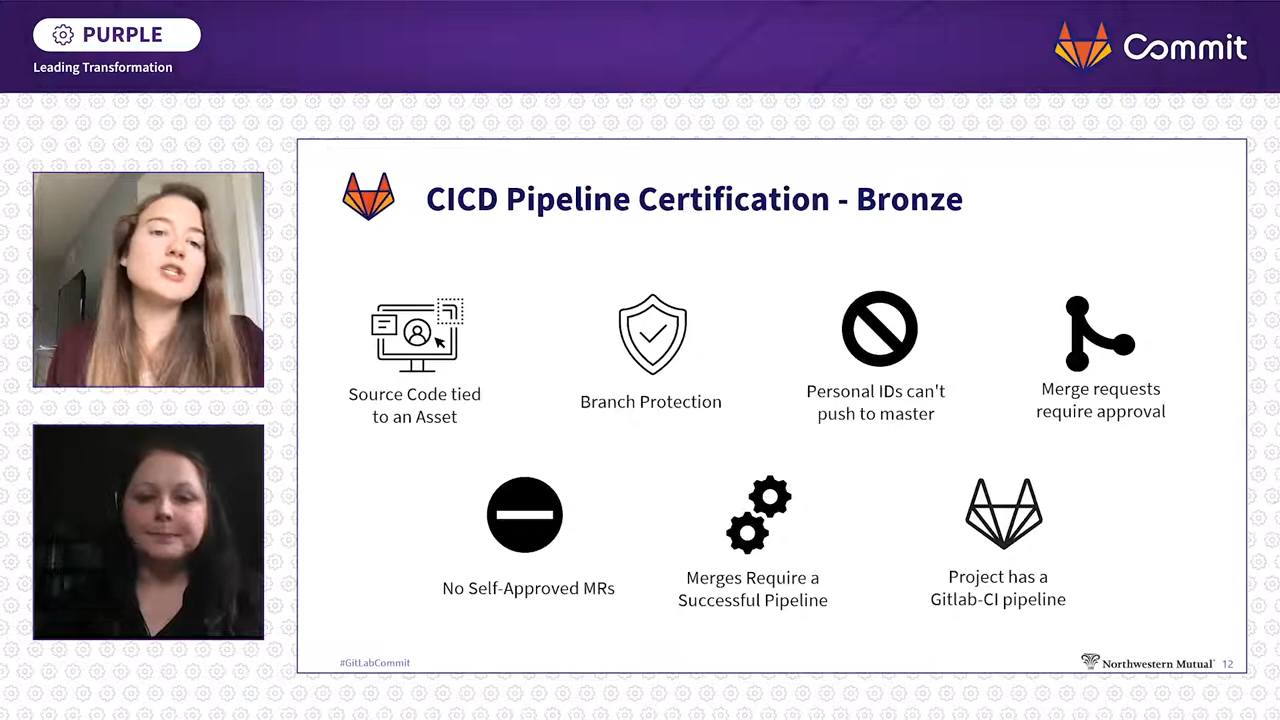 PURPLE
Leading Transformation
Commit
CICD Pipeline Certification - Bronze
Source Code tied
to an Asset
Branch Protection
Personal IDs can't
push to master
Merge requests
require approval
No Self-Approved MRs
Merges Require a
Successful Pipeline
Project has a
Gitlab-CI pipeline
#GitLabCommit
Northwestern Mutual
12